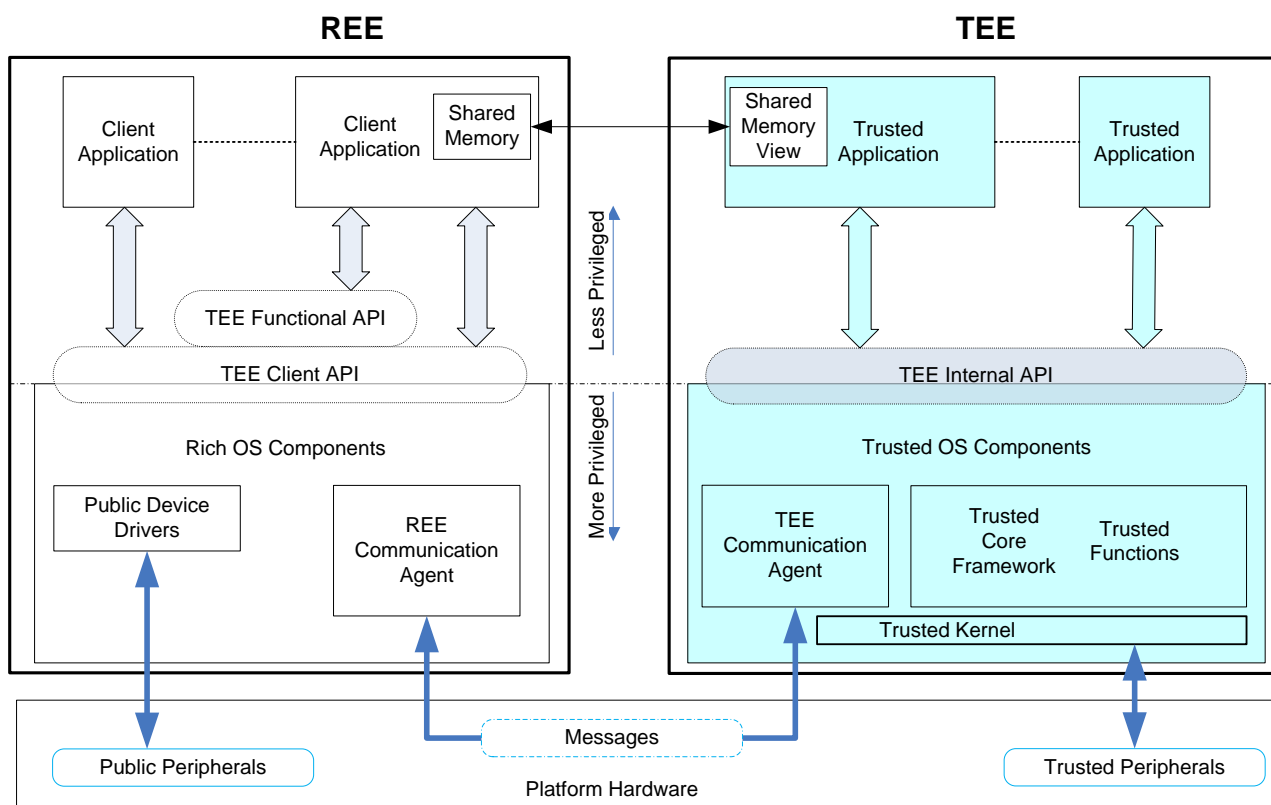 REE
TEE
Client
Application
Client
Application
Shared
Memory
Shared
Memory
View
Trusted
Application
Trusted
Application
Less Privileged
TEE Functional API
TEE Client API
TEE Internal API
More Privileged
Rich OS Components
Trusted OS Components
Public Device
Drivers
REE
Communication
Agent
TEE
Communication
Agent
Trusted
Core
Framework
Trusted
Functions
Trusted Kernel
Messages
Public Peripherals
Trusted Peripherals
Platform Hardware